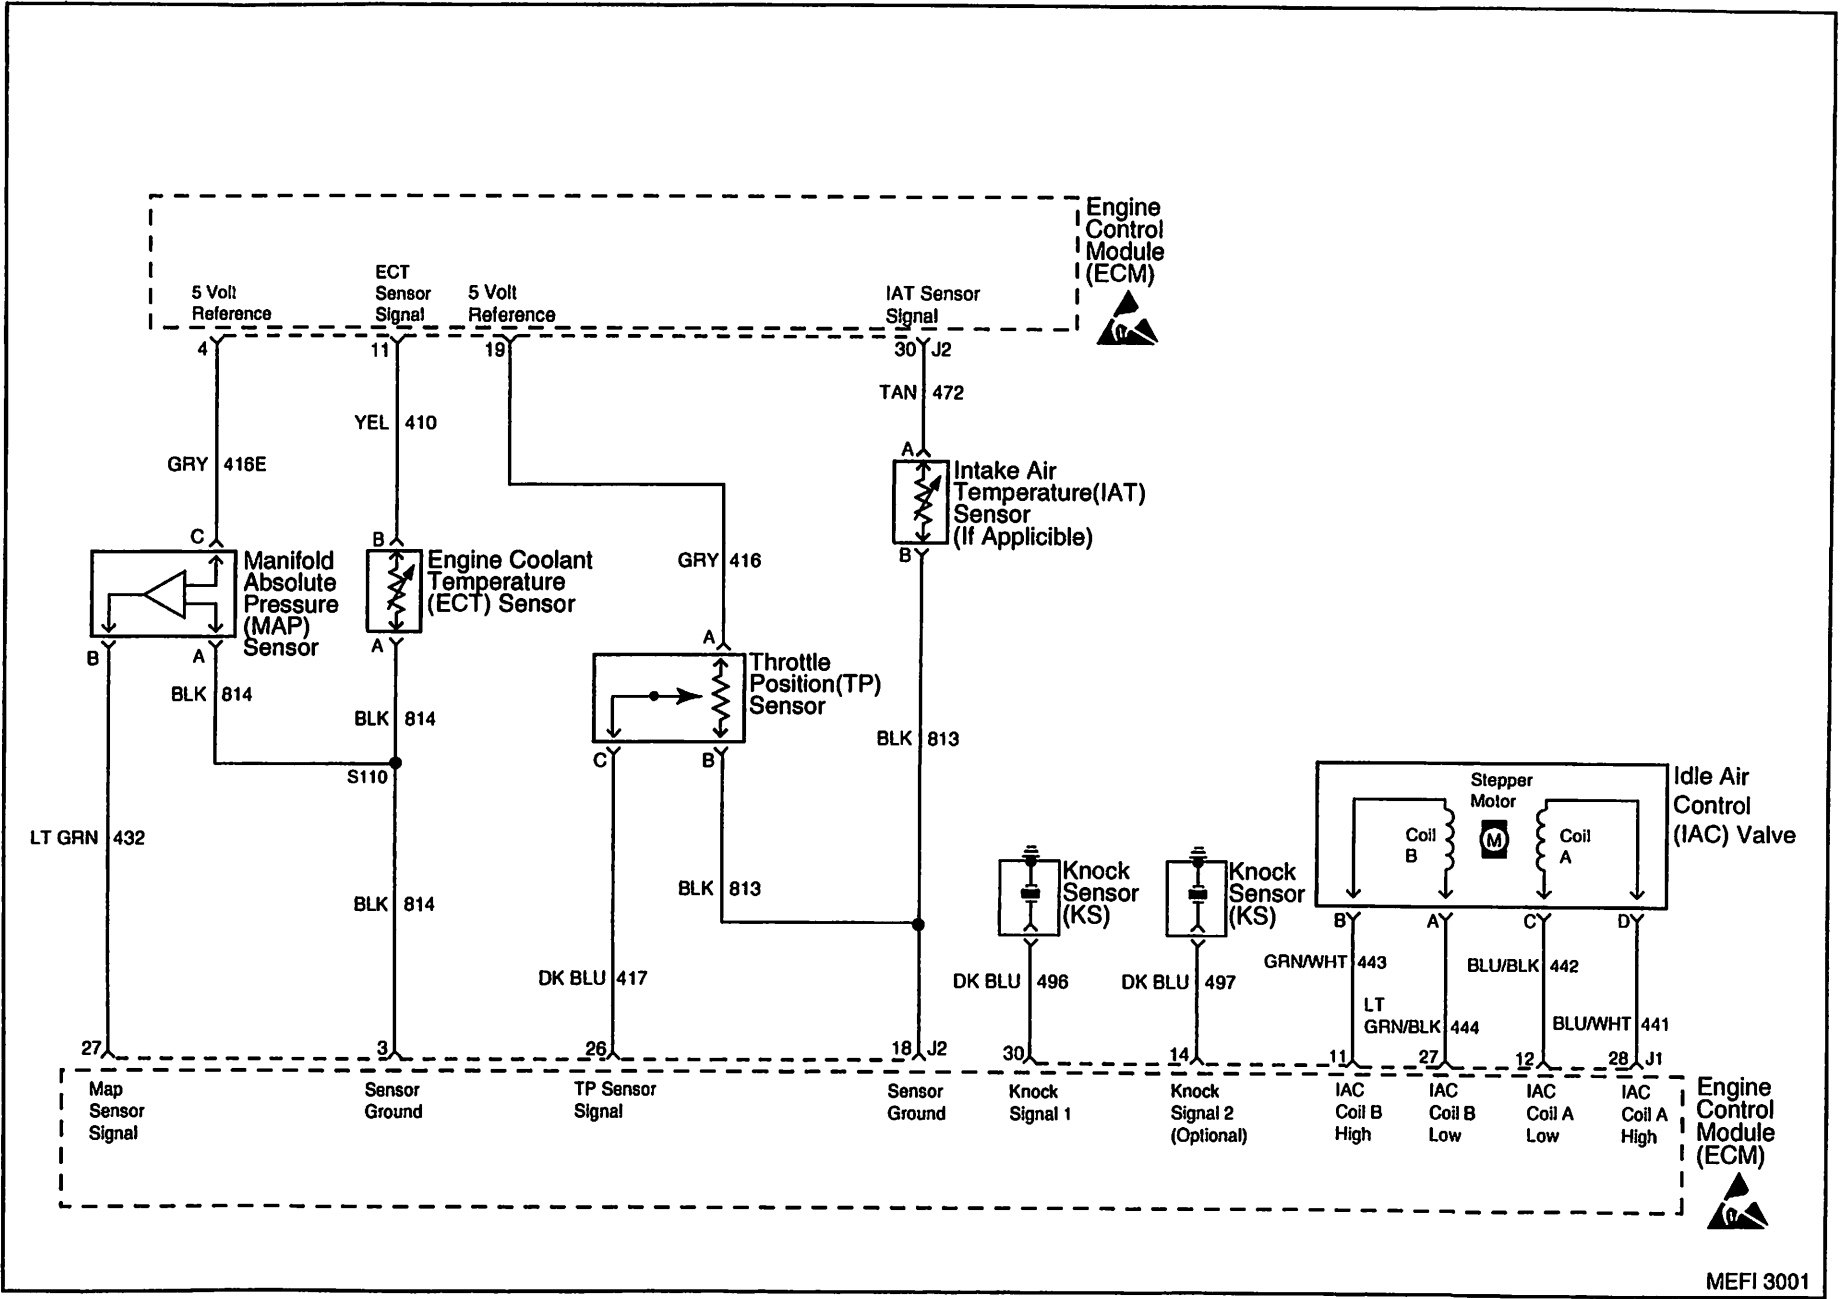 Engine
Control
Module
(ECM)
5 Volt
Reference
ECT
Sensor
Signal
5 Volt
Reference
IAT Sensor
Signal
4
11
19
30 J2
TAN 472
YEL 410
GRY 416E
A
Intake Air
Temperature(IAT)
Sensor
(If Applicible)
B
C
Manifold
Absolute
Pressure
(MAP)
Sensor
B
A
B
Engine Coolant
Temperature
(ECT) Sensor
A
GRY 416
A
Throttle
Position(TP)
Sensor
C
B
BLK 814
BLK 814
S110
BLK 813
LT GRN 432
BLK 814
BLK 813
DK BLU 417
Knock
Sensor
(KS)
DK BLU 496
Knock
Sensor
(KS)
DK BLU 497
Stepper
Motor
Coil
B
M
Coil
A
Idle Air
Control
(IAC) Valve
B
A
C
D
GRN/WHT 443
BLU/BLK 442
LT
GRN/BLK 444
BLU/WHT 441
27
3
26
18 J2
30
14
11
27
12
28 J1
Map
Sensor
Signal
Sensor
Ground
TP Sensor
Signal
Sensor
Ground
Knock
Signal 1
Knock
Signal 2
(Optional)
IAC
Coil B
High
IAC
Coil B
Low
IAC
Coil A
Low
IAC
Coil A
High
Engine
Control
Module
(ECM)
MEFI 3001